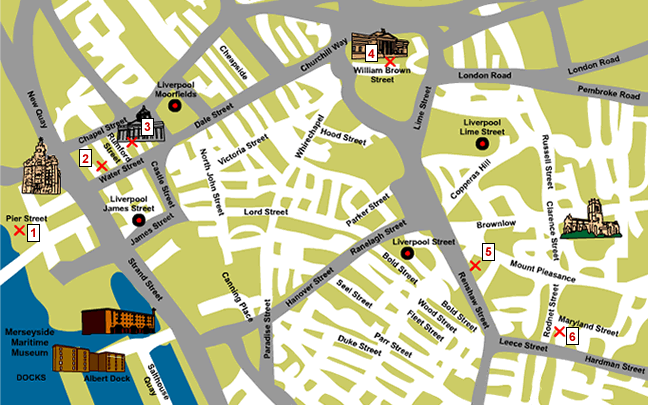 New Quay
Cheapside
Churchill Way
4
William Brown
Street
London Road
London Road
Pembroke Road
Liverpool
Moorfields
Dale Street
Lime Street
Chapel Street
3
Rumford
Street
2
Water Street
Castle Street
Victoria Street
North John Street
Whirechapel
Hood Street
Liverpool
Lime Street
Copperas Hill
Russell Street
Liverpool
James Street
James Street
Lord Street
Parker Street
Clarence Street
Brownlow
Pier Street
1
Ranelagh Street
Liverpool Street
5
Mount Pleasance
Strand Street
Canning Place
Hanover Street
Bold Street
Renshaw Street
Seel Street
Bold Street
Wood Street
Fleet Street
Rodnet Street
Maryland Street
6
Paradise Street
Parr Street
Duke Street
Leece Street
Hardman Street
Merseyside
Maritime
Museum
DOCKS
Albert Dock
Salthouse
Quay